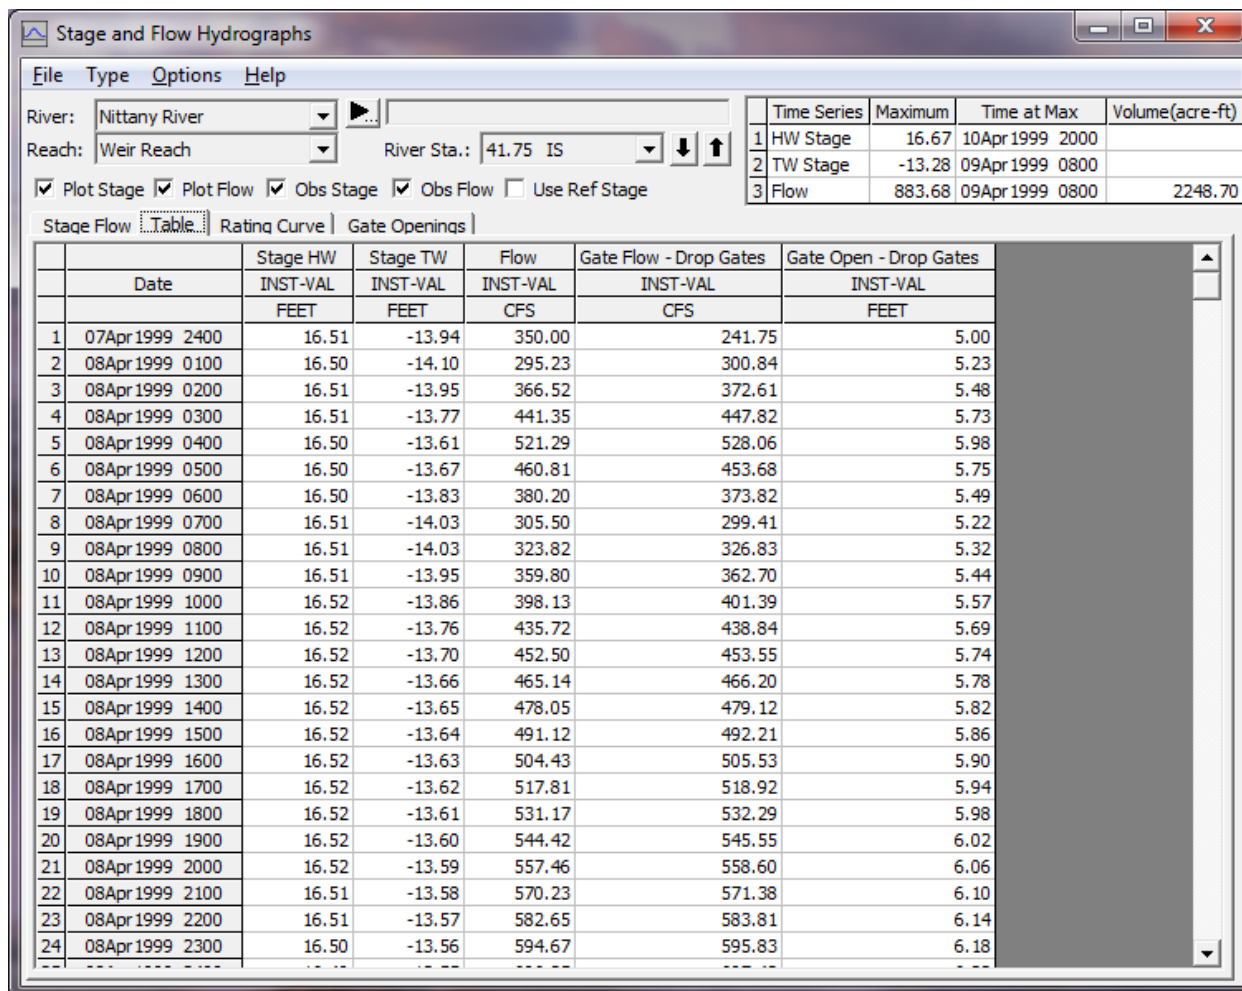 Stage and Flow Hydrographs
File Type Options Help
River: Nittany River
Reach: Weir Reach River Sta.: 41.75 IS
Plot Stage Plot Flow Obs Stage Obs Flow Use Ref Stage
Time Series Maximum Time at Max Volume(acre-ft)
1 HW Stage 16.67 10Apr1999 2000
2 TW Stage -13.28 09Apr1999 0800
3 Flow 883.68 09Apr1999 0800 2248.70
Stage Flow Table Rating Curve Gate Openings
Stage HW Stage TW Flow Gate Flow - Drop Gates Gate Open - Drop Gates
Date INST-VAL INST-VAL INST-VAL INST-VAL INST-VAL
FEET FEET CFS CFS FEET
1 07Apr1999 2400 16.51 -13.94 350.00 241.75 5.00
2 08Apr1999 0100 16.50 -14.10 295.23 300.84 5.23
3 08Apr1999 0200 16.51 -13.95 366.52 372.61 5.48
4 08Apr1999 0300 16.51 -13.77 441.35 447.82 5.73
5 08Apr1999 0400 16.50 -13.61 521.29 528.06 5.98
6 08Apr1999 0500 16.50 -13.67 460.81 453.68 5.75
7 08Apr1999 0600 16.50 -13.83 380.20 373.82 5.49
8 08Apr1999 0700 16.51 -14.03 305.50 299.41 5.22
9 08Apr1999 0800 16.51 -14.03 323.82 326.83 5.32
10 08Apr1999 0900 16.51 -13.95 359.80 362.70 5.44
11 08Apr1999 1000 16.52 -13.86 398.13 401.39 5.57
12 08Apr1999 1100 16.52 -13.76 435.72 438.84 5.69
13 08Apr1999 1200 16.52 -13.70 452.50 453.55 5.74
14 08Apr1999 1300 16.52 -13.66 465.14 466.20 5.78
15 08Apr1999 1400 16.52 -13.65 478.05 479.12 5.82
16 08Apr1999 1500 16.52 -13.64 491.12 492.21 5.86
17 08Apr1999 1600 16.52 -13.63 504.43 505.53 5.90
18 08Apr1999 1700 16.52 -13.62 517.81 518.92 5.94
19 08Apr1999 1800 16.52 -13.61 531.17 532.29 5.98
20 08Apr1999 1900 16.52 -13.60 544.42 545.55 6.02
21 08Apr1999 2000 16.52 -13.59 557.46 558.60 6.06
22 08Apr1999 2100 16.51 -13.58 570.23 571.38 6.10
23 08Apr1999 2200 16.51 -13.57 582.65 583.81 6.14
24 08Apr1999 2300 16.50 -13.56 594.67 595.83 6.18